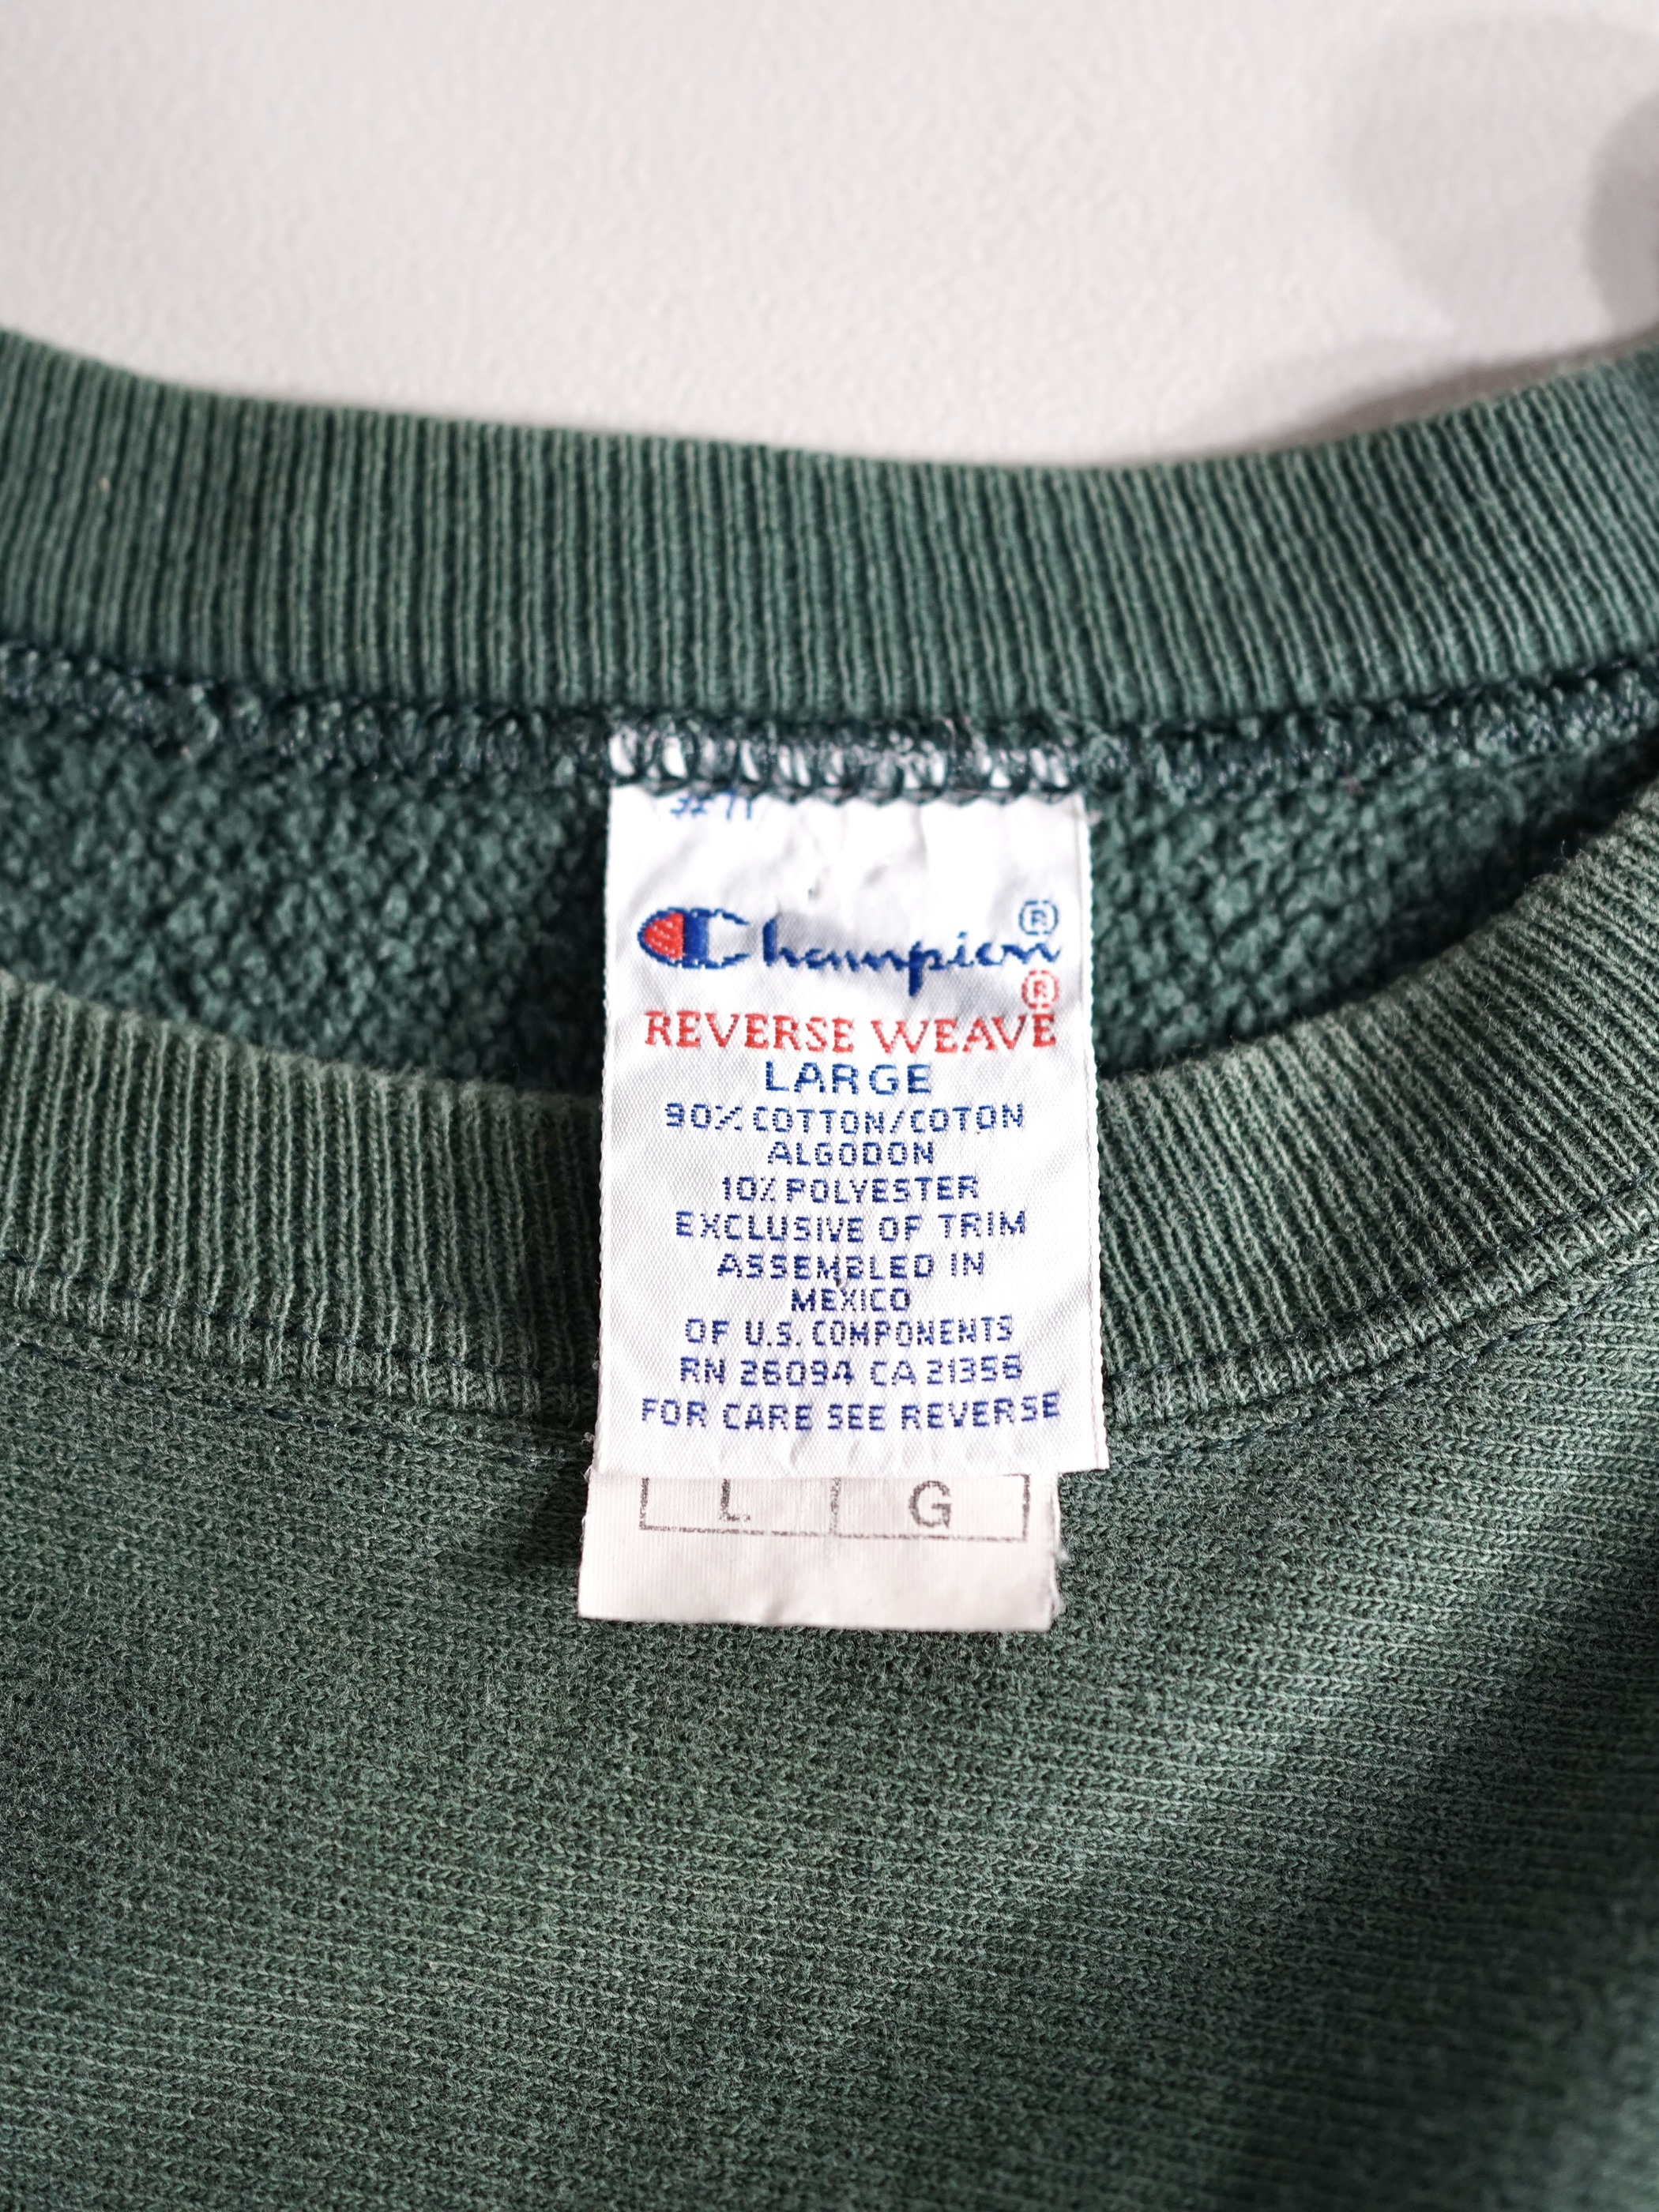 Champion®
®
REVERSE WEAVE
LARGE
90% COTTON/COTON
ALGODON
10% POLYESTER
EXCLUSIVE OF TRIM
ASSEMBLED IN
MEXICO
OF U.S. COMPONENTS
RN 26094 CA 21356
FOR CARE SEE REVERSE
L G